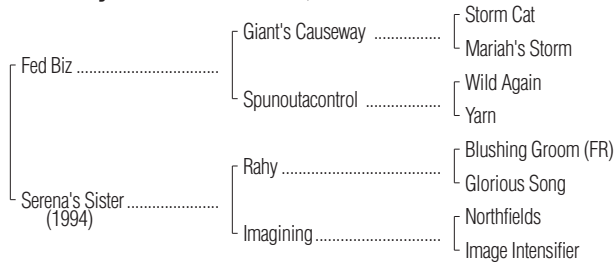 Storm Cat
Giant's Causeway ................
Mariah's Storm
Fed Biz ..................................
Wild Again
Spunoutacontrol ..................
Yarn
Blushing Groom (FR)
Rahy ......................................
Glorious Song
Serena's Sister ......................
(1994)
Northfields
Imagining..............................
Image Intensifier